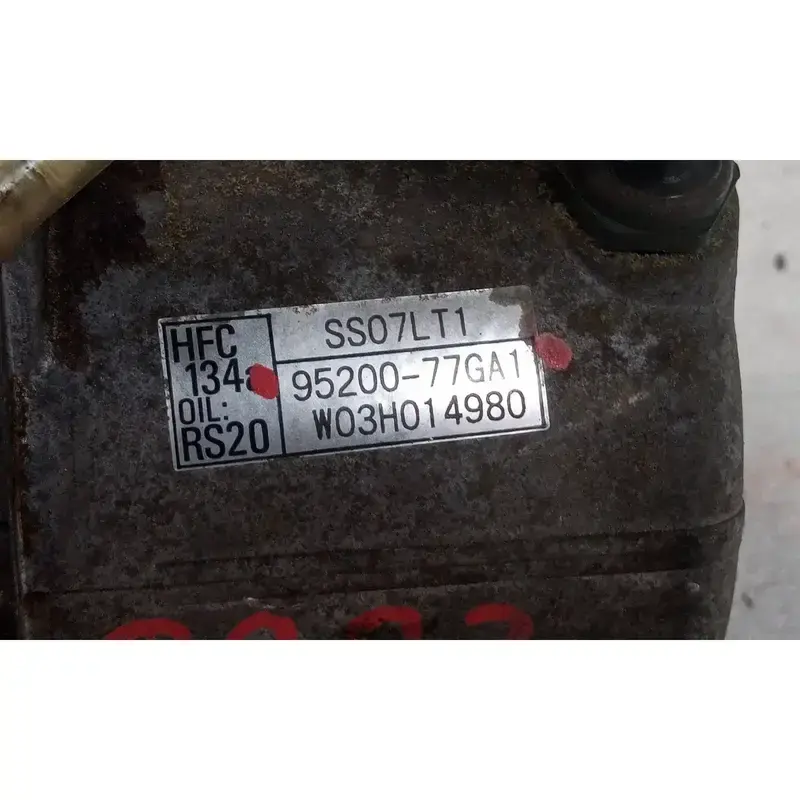 HFC
134a
OIL:
RS20
SS07LT1
95200-77GA1
W03H014980